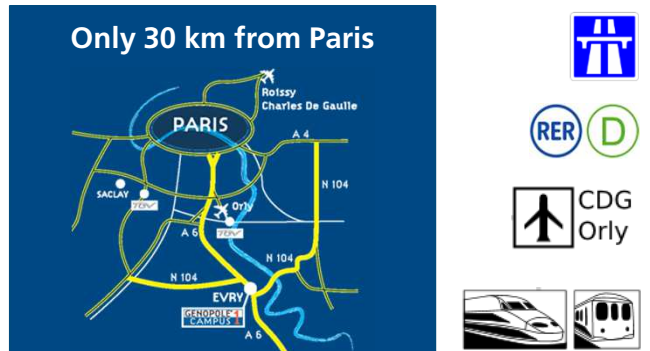 Only 30 km from Paris
Roissy
Charles De Gaulle
PARIS
A 4
N 104
SACLAY
TGV
Orly
TGV
A 6
N 104
N 104
EVRY
GENOPOLE 1
CAMPUS
A 6
RER D
CDG
Orly